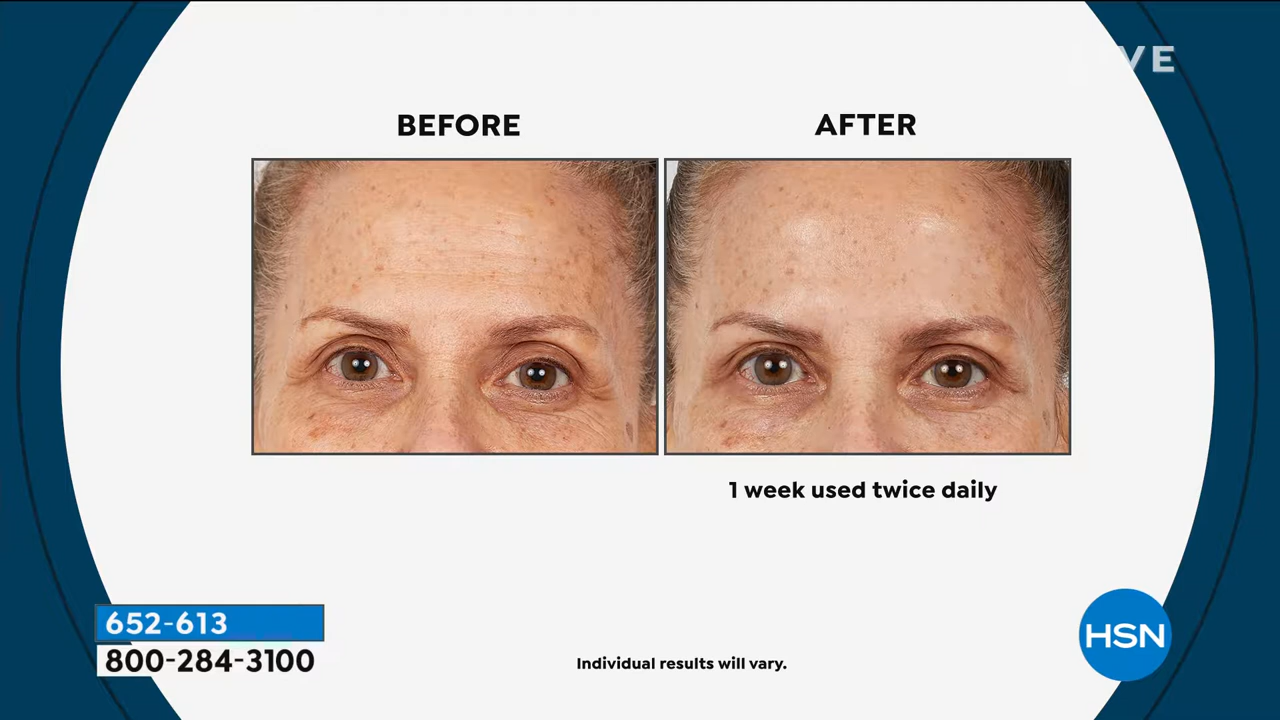 BEFORE
AFTER
1 week used twice daily
652-613
800-284-3100
Individual results will vary.
HSN